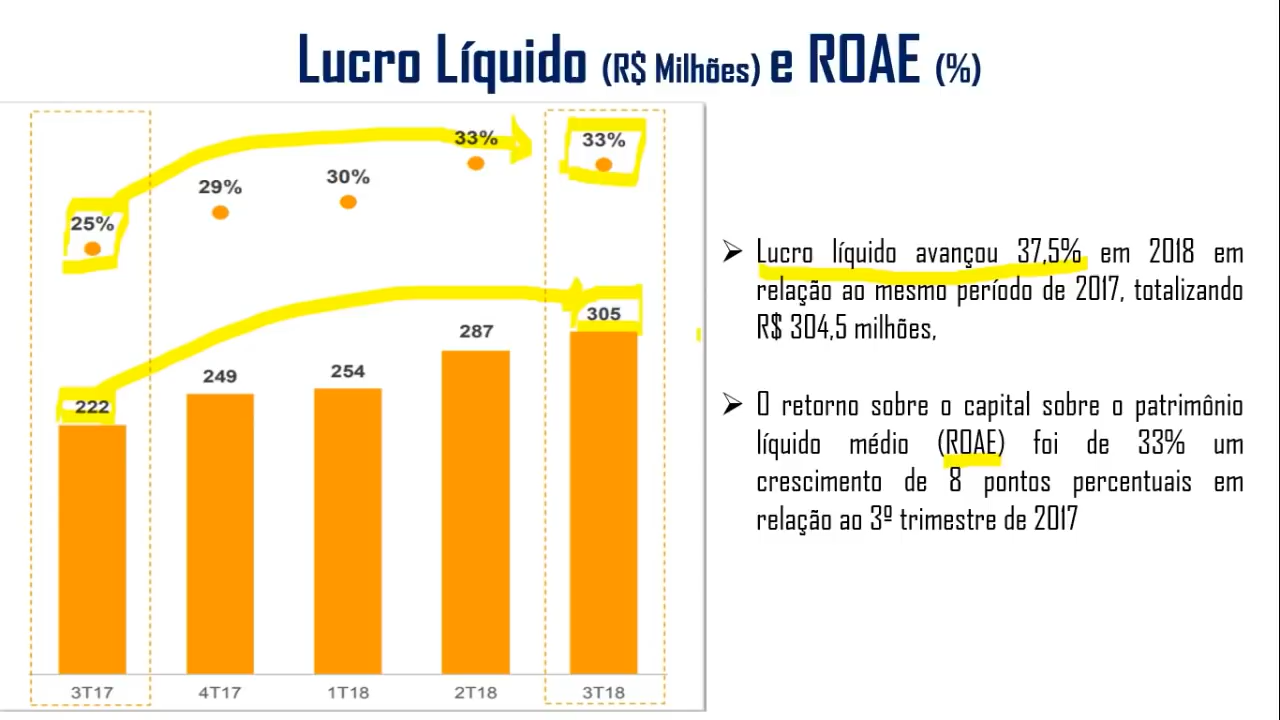 Lucro Líquido (R$ Milhões) e ROAE (%)
33%
33%
30%
29%
25%
305
287
254
249
222
3T17
4T17
1T18
2T18
3T18
➢ Lucro líquido avançou 37,5% em 2018 em
relação ao mesmo período de 2017, totalizando
R$ 304,5 milhões,
➢ O retorno sobre o capital sobre o patrimônio
líquido médio (ROAE) foi de 33% um
crescimento de 8 pontos percentuais em
relação ao 3º trimestre de 2017